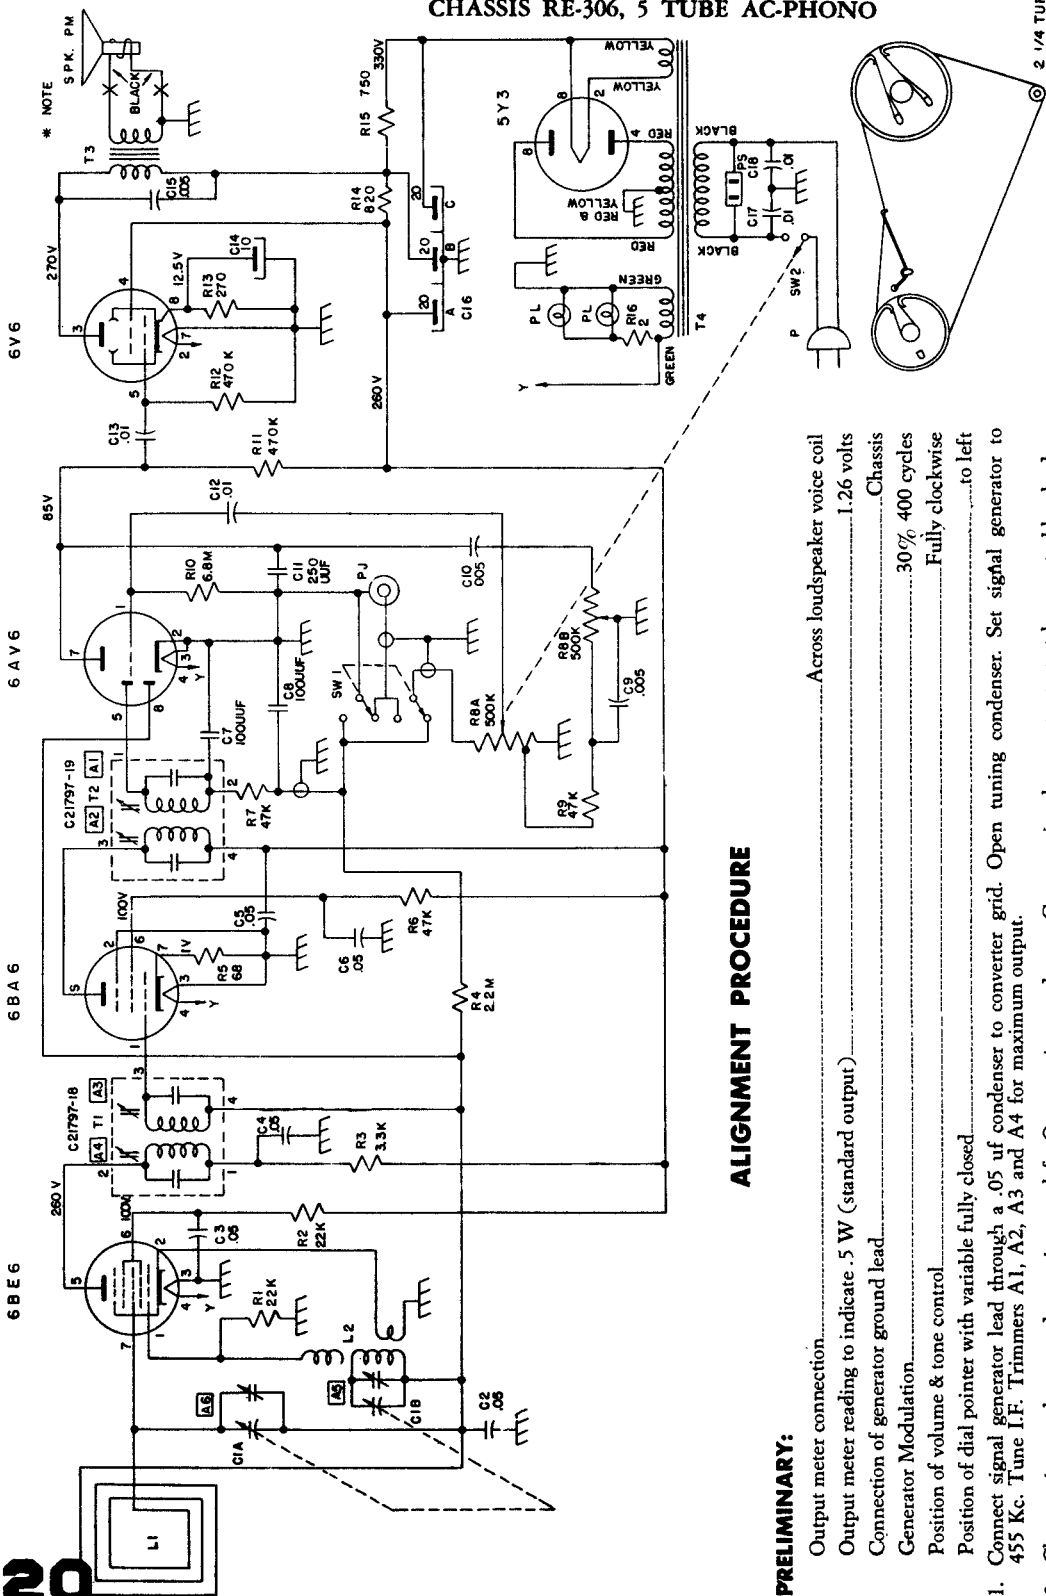 CHASSIS RE-306, 5 TUBE AC-PHONO
20
6BE6
6BA6
6AV6
6V6
5Y3
* NOTE
SPK. PM
BLACK
T3
C15
.005
R15 750
330V
R14
820
270V
260V
12.5V
C14
10
R13
270
R12
470K
C13
.01
R11
470K
20
A
20
B
20
C
C16
YELLOW
YELLOW
RED
RED & YELLOW
RED
GREEN
GREEN
BLACK
BLACK
PL
PL
R16
2
T4
PS
C17
.01
C18
.01
SW2
P
Y
2 1/4 TUR
85V
C12
.01
R10
6.8M
C11
250
UUF
PJ
C10
.005
R8B
500K
C9
.005
R9
47K
R8A
500K
SW1
C8
100UUF
C7
100UUF
R7
47K
C21797-19
A2 T2 A1
100V
1V
R5
68
C5
.05
C6
.05
R6
47K
R4
2.2M
C21797-18
A4 T1 A3
C4
.05
R3
3.3K
260V
100V
C3
.05
R2
22K
R1
22K
L2
A5
C1B
A6
C1A
C2
.05
L1
ALIGNMENT PROCEDURE
PRELIMINARY:
Output meter connection Across loudspeaker voice coil
Output meter reading to indicate .5 W (standard output) 1.26 volts
Connection of generator ground lead Chassis
Generator Modulation 30% 400 cycles
Position of volume & tone control Fully clockwise
Position of dial pointer with variable fully closed to left
1. Connect signal generator lead through a .05 uf condenser to converter grid. Open tuning condenser. Set signal generator to
455 Kc. Tune I.F. Trimmers A1, A2, A3 and A4 for maximum output.